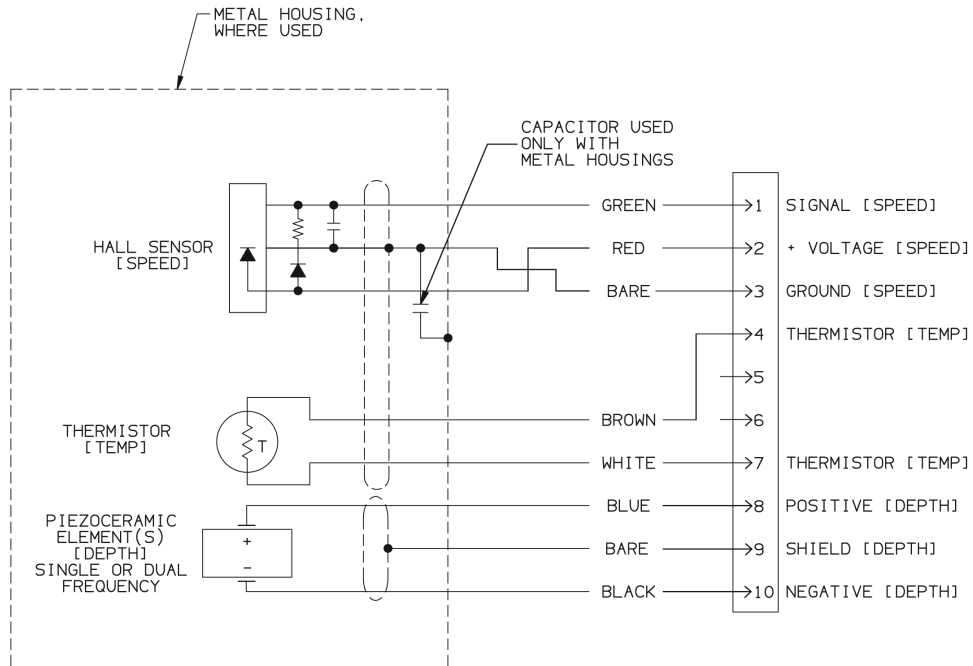 METAL HOUSING,
WHERE USED
CAPACITOR USED
ONLY WITH
METAL HOUSINGS
HALL SENSOR
[SPEED]
GREEN
1 SIGNAL [SPEED]
RED
2 + VOLTAGE [SPEED]
BARE
3 GROUND [SPEED]
4 THERMISTOR [TEMP]
5
THERMISTOR
[TEMP]
T
BROWN
6
WHITE
7 THERMISTOR [TEMP]
PIEZOCERAMIC
ELEMENT(S)
[DEPTH]
SINGLE OR DUAL
FREQUENCY
+
-
BLUE
8 POSITIVE [DEPTH]
BARE
9 SHIELD [DEPTH]
BLACK
10 NEGATIVE [DEPTH]